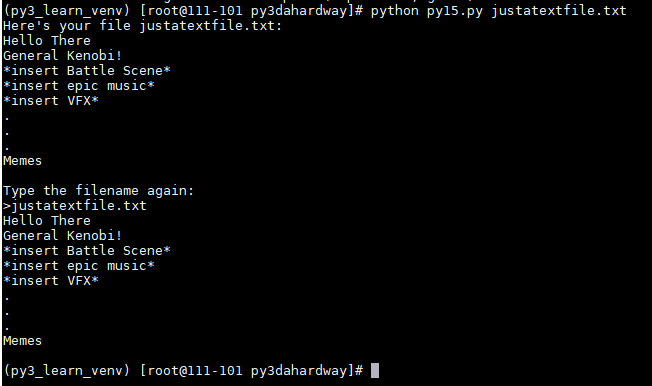 (py3_learn_venv) [root@111-101 py3dahardway]# python py15.py justatextfile.txt
Here's your file justatextfile.txt:
Hello There
General Kenobi!
*insert Battle Scene*
*insert epic music*
*insert VFX*
.
.
.
Memes
Type the filename again:
>justatextfile.txt
Hello There
General Kenobi!
*insert Battle Scene*
*insert epic music*
*insert VFX*
.
.
.
Memes
(py3_learn_venv) [root@111-101 py3dahardway]#